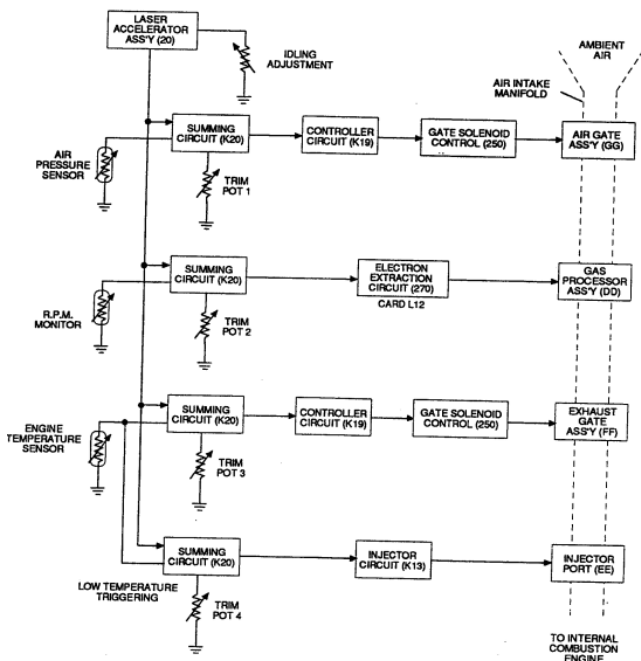 LASER
ACCELERATOR
ASS'Y (20)
IDLING
ADJUSTMENT
AMBIENT
AIR
AIR INTAKE
MANIFOLD
SUMMING
CIRCUIT (K20)
CONTROLLER
CIRCUIT (K19)
GATE SOLENOID
CONTROL (250)
AIR GATE
ASS'Y (GG)
AIR
PRESSURE
SENSOR
TRIM
POT 1
SUMMING
CIRCUIT (K20)
ELECTRON
EXTRACTION
CIRCUIT (270)
CARD L12
GAS
PROCESSOR
ASS'Y (DD)
R.P.M.
MONITOR
TRIM
POT 2
SUMMING
CIRCUIT (K20)
CONTROLLER
CIRCUIT (K19)
GATE SOLENOID
CONTROL (250)
EXHAUST
GATE
ASS'Y (FF)
ENGINE
TEMPERATURE
SENSOR
TRIM
POT 3
SUMMING
CIRCUIT (K20)
INJECTOR
CIRCUIT (K13)
INJECTOR
PORT (EE)
LOW TEMPERATURE
TRIGGERING
TRIM
POT 4
TO INTERNAL
COMBUSTION
ENGINE